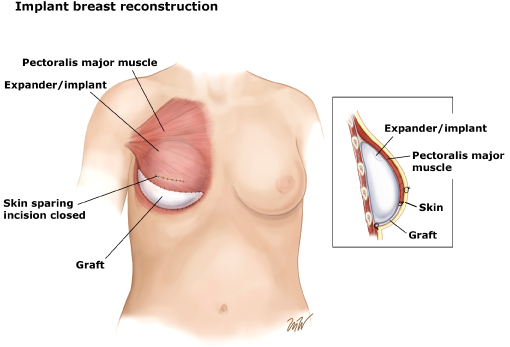 Implant breast reconstruction
Pectoralis major muscle
Expander/implant
Skin sparing
incision closed
Graft
Expander/implant
Pectoralis major
muscle
Skin
Graft